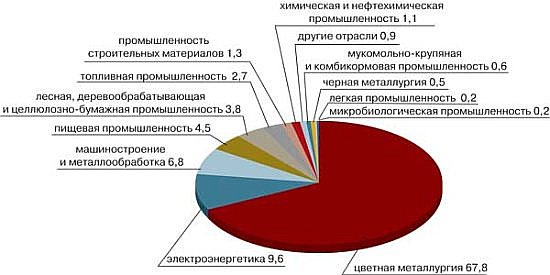 химическая и нефтехимическая
промышленность 1,1
другие отрасли 0,9
промышленность
строительных материалов 1,3
мукомольно-крупяная
и комбикормовая промышленность 0,6
топливная промышленность 2,7
черная металлургия 0,5
лесная, деревообрабатывающая
и целлюлозно-бумажная промышленность 3,8
легкая промышленность 0,2
микробиологическая промышленность 0,2
пищевая промышленность 4,5
машиностроение
и металлообработка 6,8
электроэнергетика 9,6
цветная металлургия 67,8